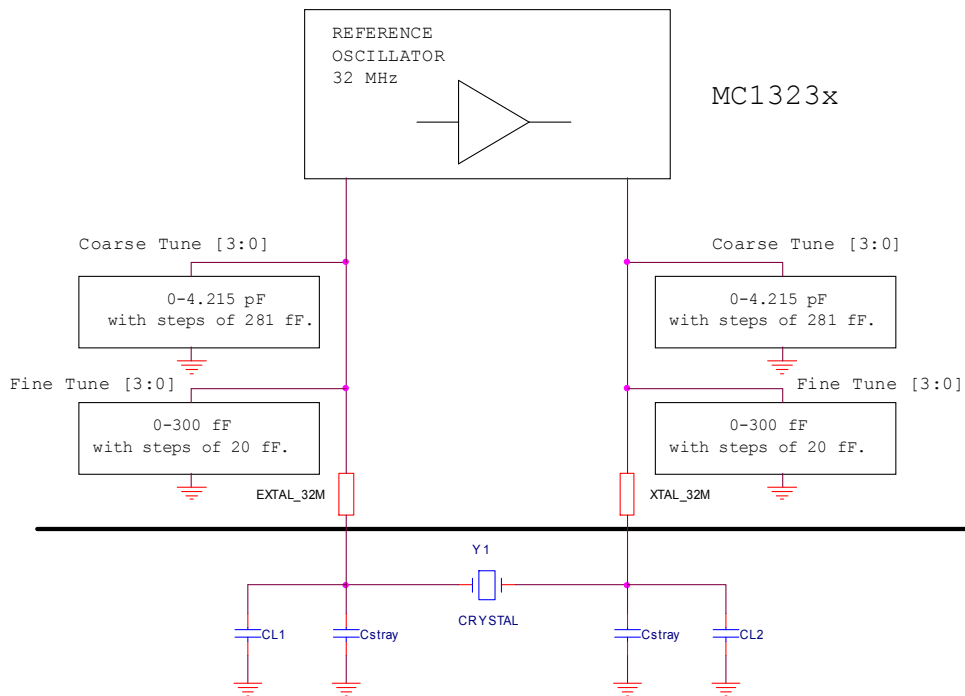 REFERENCE
OSCILLATOR
32 MHz
MC1323x
Coarse Tune [3:0]
0-4.215 pF
with steps of 281 fF.
Coarse Tune [3:0]
0-4.215 pF
with steps of 281 fF.
Fine Tune [3:0]
0-300 fF
with steps of 20 fF.
Fine Tune [3:0]
0-300 fF
with steps of 20 fF.
EXTAL_32M
XTAL_32M
Y1
CRYSTAL
CL1
Cstray
Cstray
CL2